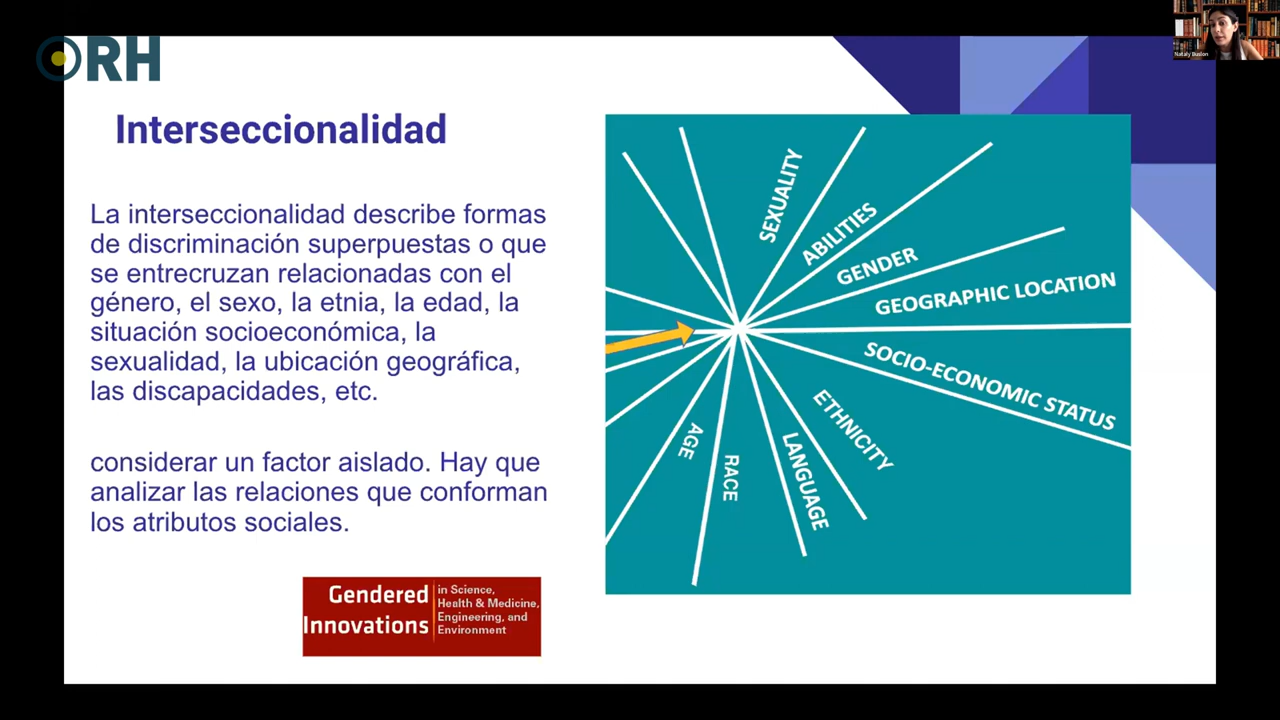 ORH
Nataly Buslon
Interseccionalidad
La interseccionalidad describe formas
de discriminación superpuestas o que
se entrecruzan relacionadas con el
género, el sexo, la etnia, la edad, la
situación socioeconómica, la
sexualidad, la ubicación geográfica,
las discapacidades, etc.
considerar un factor aislado. Hay que
analizar las relaciones que conforman
los atributos sociales.
SEXUALITY
ABILITIES
GENDER
GEOGRAPHIC LOCATION
SOCIO-ECONOMIC STATUS
ETHNICITY
LANGUAGE
RACE
AGE
Gendered
Innovations
in Science,
Health & Medicine,
Engineering, and
Environment